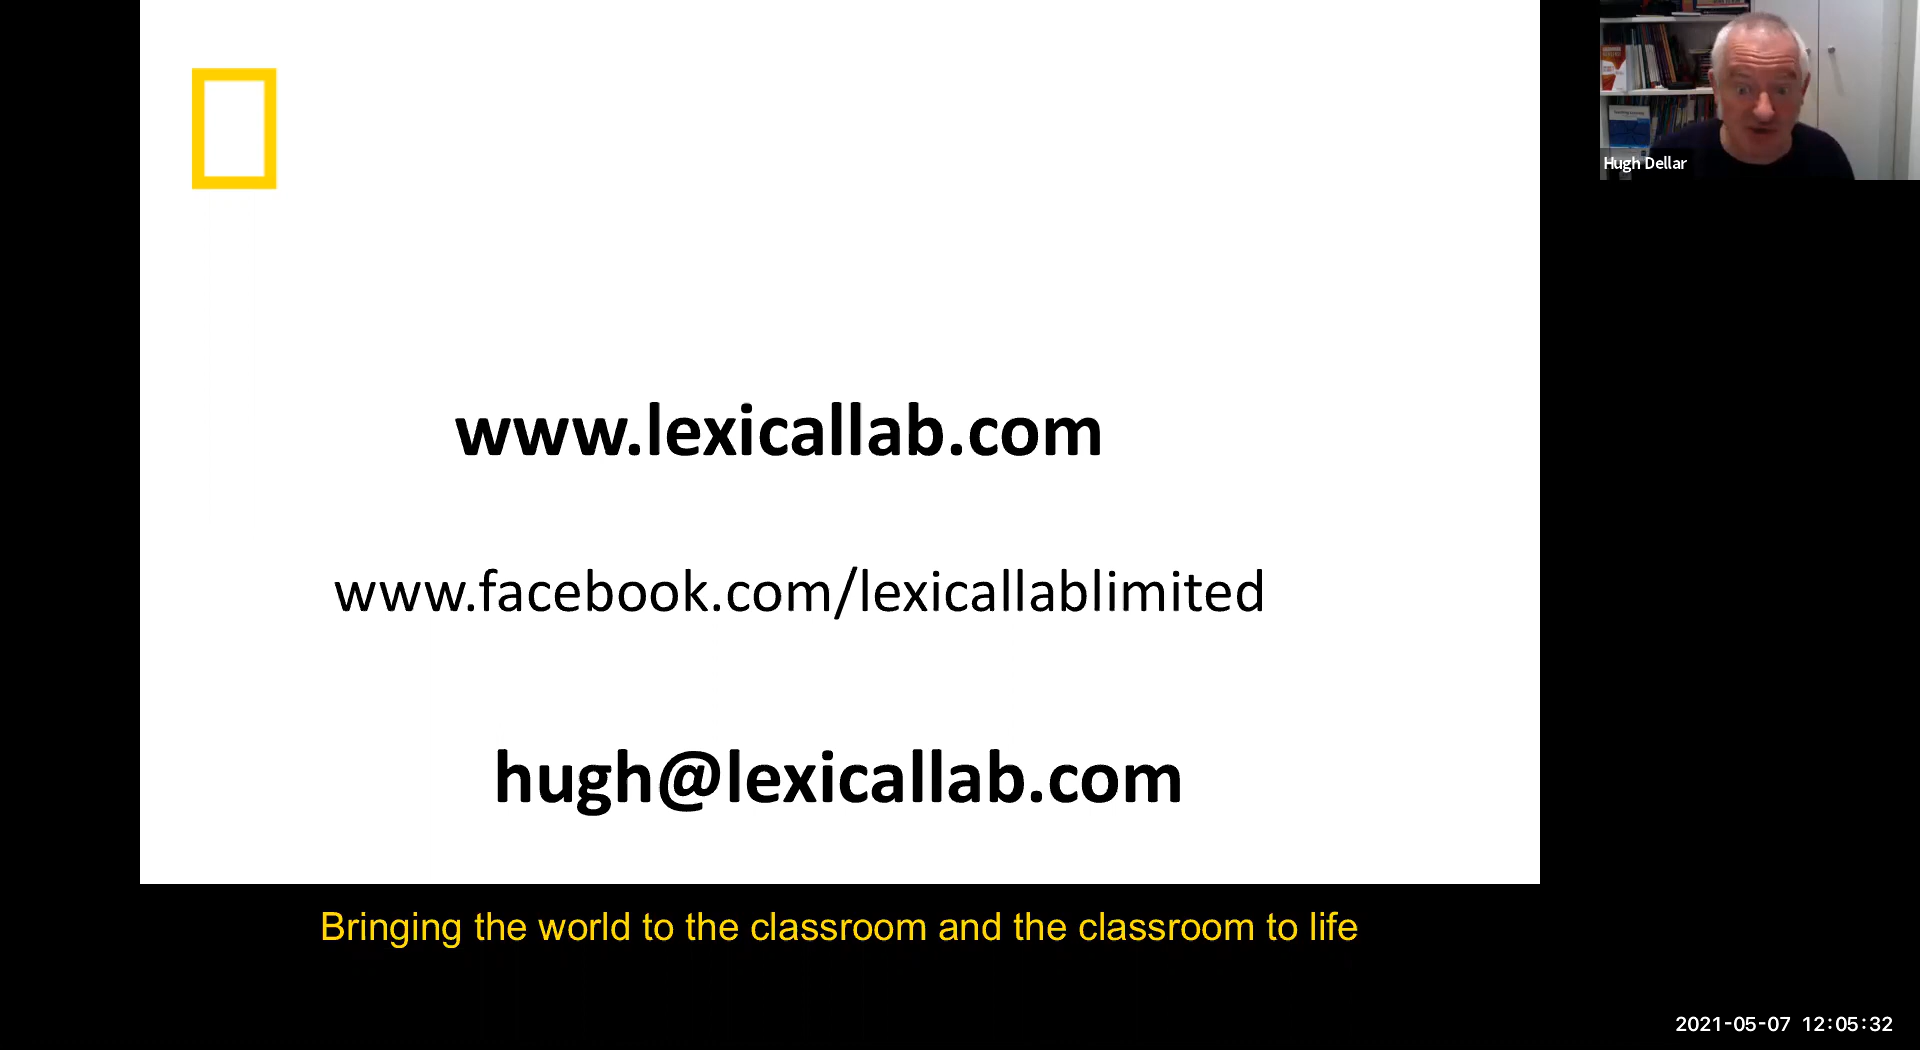 www.lexicallab.com
www.facebook.com/lexicallablimited
hugh@lexicallab.com
Bringing the world to the classroom and the classroom to life
Hugh Dellar
2021-05-07 12:05:32